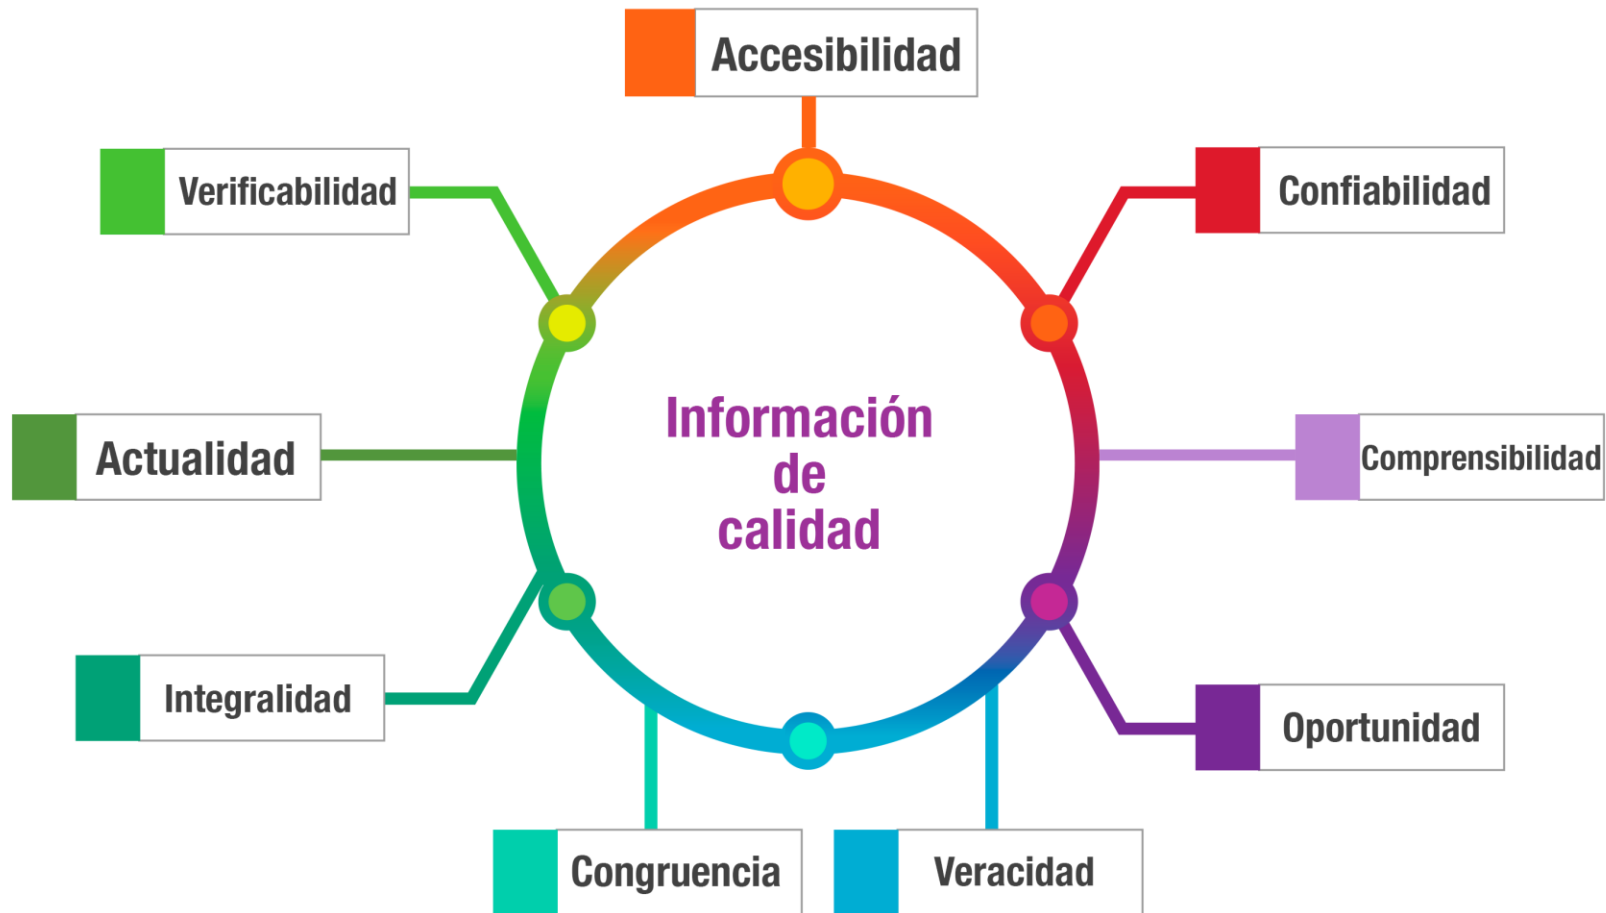 Accesibilidad
Verificabilidad
Confiabilidad
Información
de
calidad
Actualidad
Comprensibilidad
Integralidad
Oportunidad
Congruencia
Veracidad